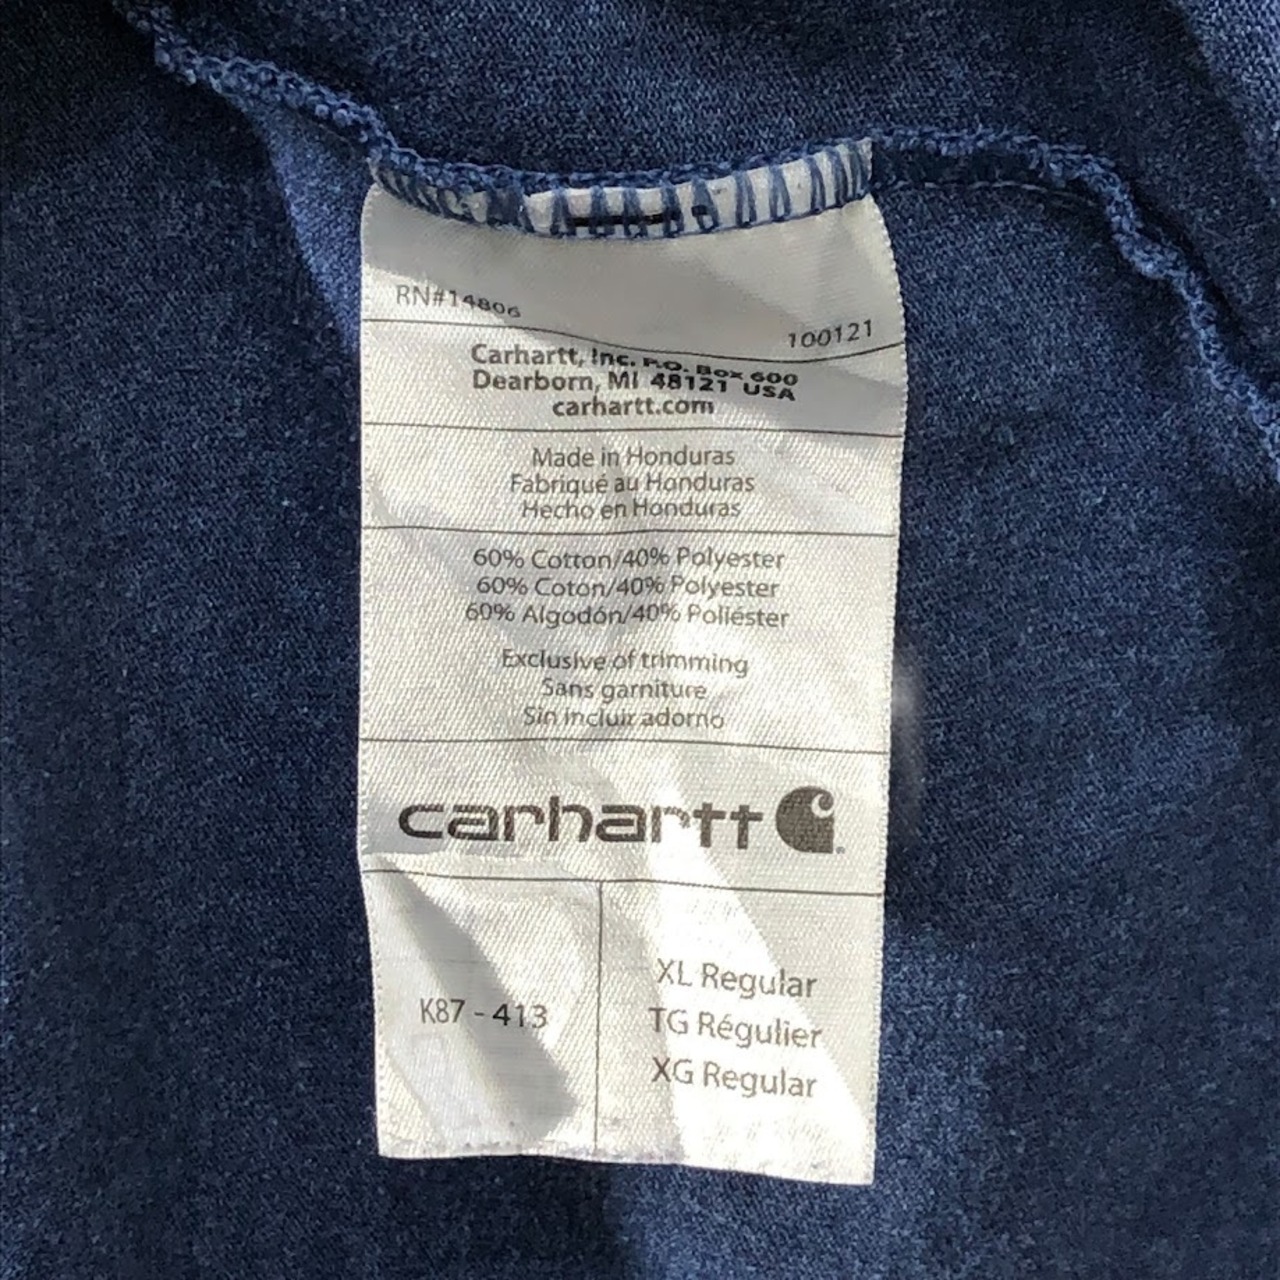 RN#14806
100121
Carhartt, Inc. P.O. Box 600
Dearborn, MI 48121 USA
carhartt.com
Made in Honduras
Fabriqué au Honduras
Hecho en Honduras
60% Cotton/40% Polyester
60% Coton/40% Polyester
60% Algodón/40% Poliéster
Exclusive of trimming
Sans garniture
Sin incluir adorno
carhartt
K87 - 413
XL Regular
TG Régulier
XG Regular